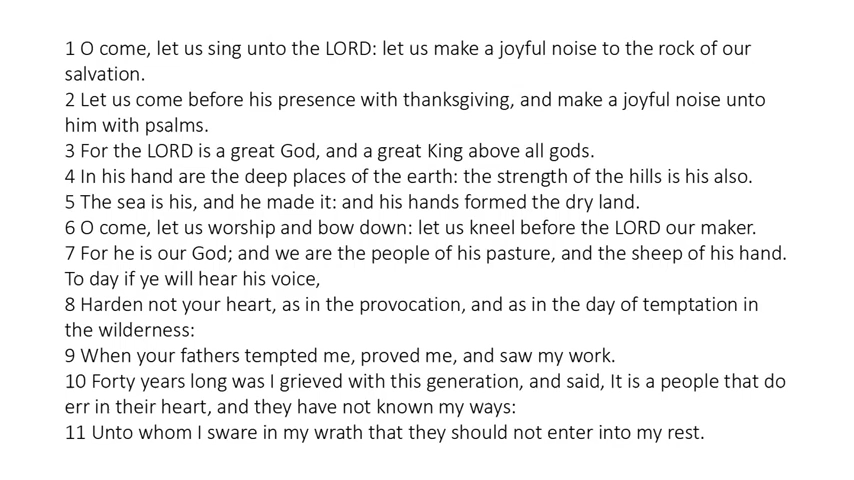 1 O come, let us sing unto the LORD: let us make a joyful noise to the rock of our
salvation.
2 Let us come before his presence with thanksgiving, and make a joyful noise unto
him with psalms.
3 For the LORD is a great God, and a great King above all gods.
4 In his hand are the deep places of the earth: the strength of the hills is his also.
5 The sea is his, and he made it: and his hands formed the dry land.
6 O come, let us worship and bow down: let us kneel before the LORD our maker.
7 For he is our God; and we are the people of his pasture, and the sheep of his hand.
To day if ye will hear his voice,
8 Harden not your heart, as in the provocation, and as in the day of temptation in
the wilderness:
9 When your fathers tempted me, proved me, and saw my work.
10 Forty years long was I grieved with this generation, and said, It is a people that do
err in their heart, and they have not known my ways:
11 Unto whom I sware in my wrath that they should not enter into my rest.